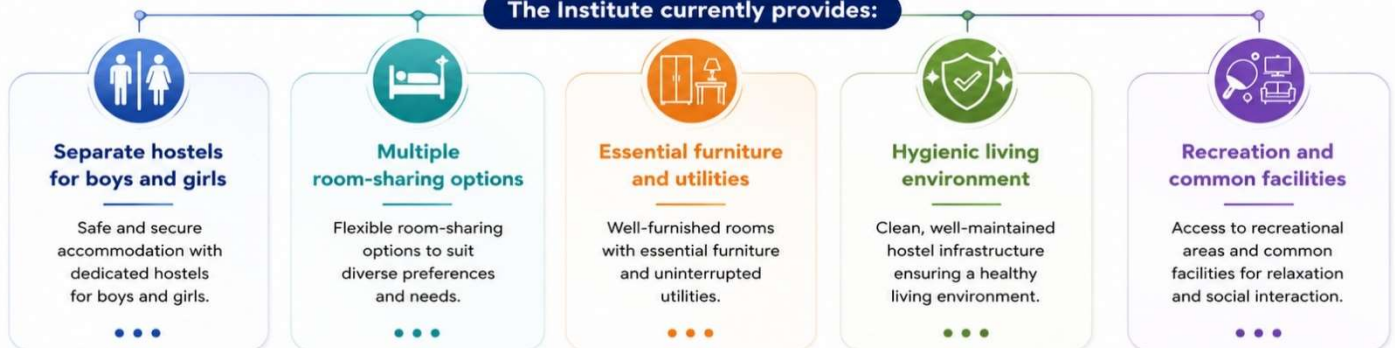 The Institute currently provides:
Separate hostels
for boys and girls
Safe and secure
accommodation with
dedicated hostels
for boys and girls.
Multiple
room-sharing options
Flexible room-sharing
options to suit
diverse preferences
and needs.
Essential furniture
and utilities
Well-furnished rooms
with essential furniture
and uninterrupted
utilities.
Hygienic living
environment
Clean, well-maintained
hostel infrastructure
ensuring a healthy
living environment.
Recreation and
common facilities
Access to recreational
areas and common
facilities for relaxation
and social interaction.